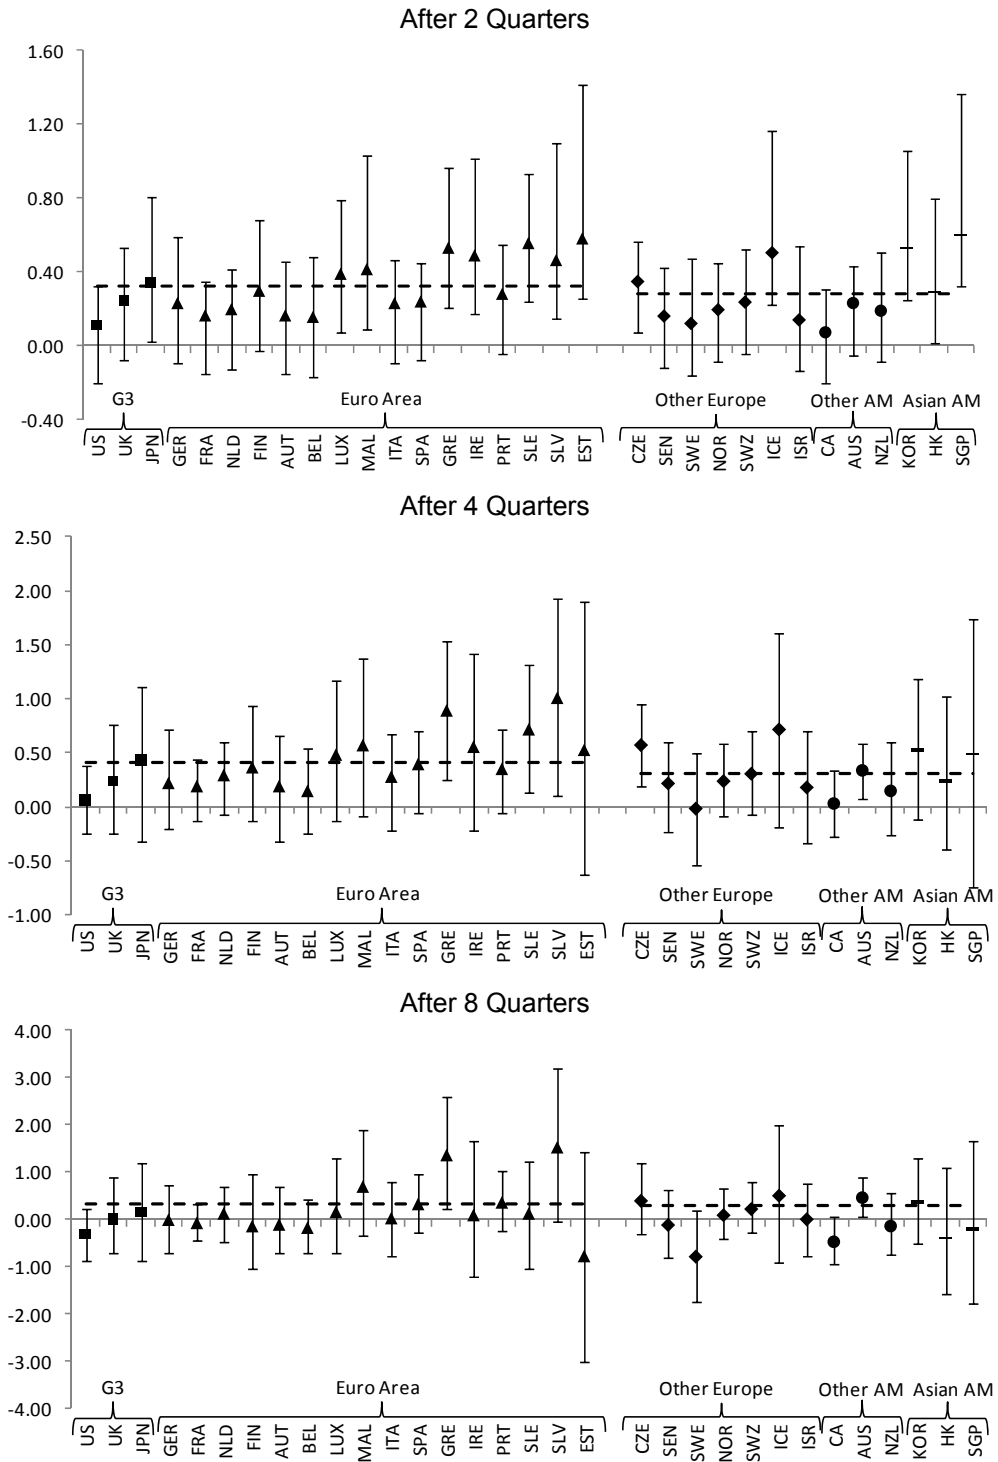 After 2 Quarters
1.60
1.20
0.80
0.40
0.00
-0.40
G3 Euro Area Other Europe Other AM Asian AM
US UK JPN GER FRA NLD FIN AUT BEL LUX MAL ITA SPA GRE IRE PRT SLE SLV EST CZE SEN SWE NOR SWZ ICE ISR CA AUS NZL KOR HK SGP
After 4 Quarters
2.50
2.00
1.50
1.00
0.50
0.00
-0.50
-1.00
G3 Euro Area Other Europe Other AM Asian AM
US UK JPN GER FRA NLD FIN AUT BEL LUX MAL ITA SPA GRE IRE PRT SLE SLV EST CZE SEN SWE NOR SWZ ICE ISR CA AUS NZL KOR HK SGP
After 8 Quarters
4.00
3.00
2.00
1.00
0.00
-1.00
-2.00
-3.00
-4.00
G3 Euro Area Other Europe Other AM Asian AM
US UK JPN GER FRA NLD FIN AUT BEL LUX MAL ITA SPA GRE IRE PRT SLE SLV EST CZE SEN SWE NOR SWZ ICE ISR CA AUS NZL KOR HK SGP